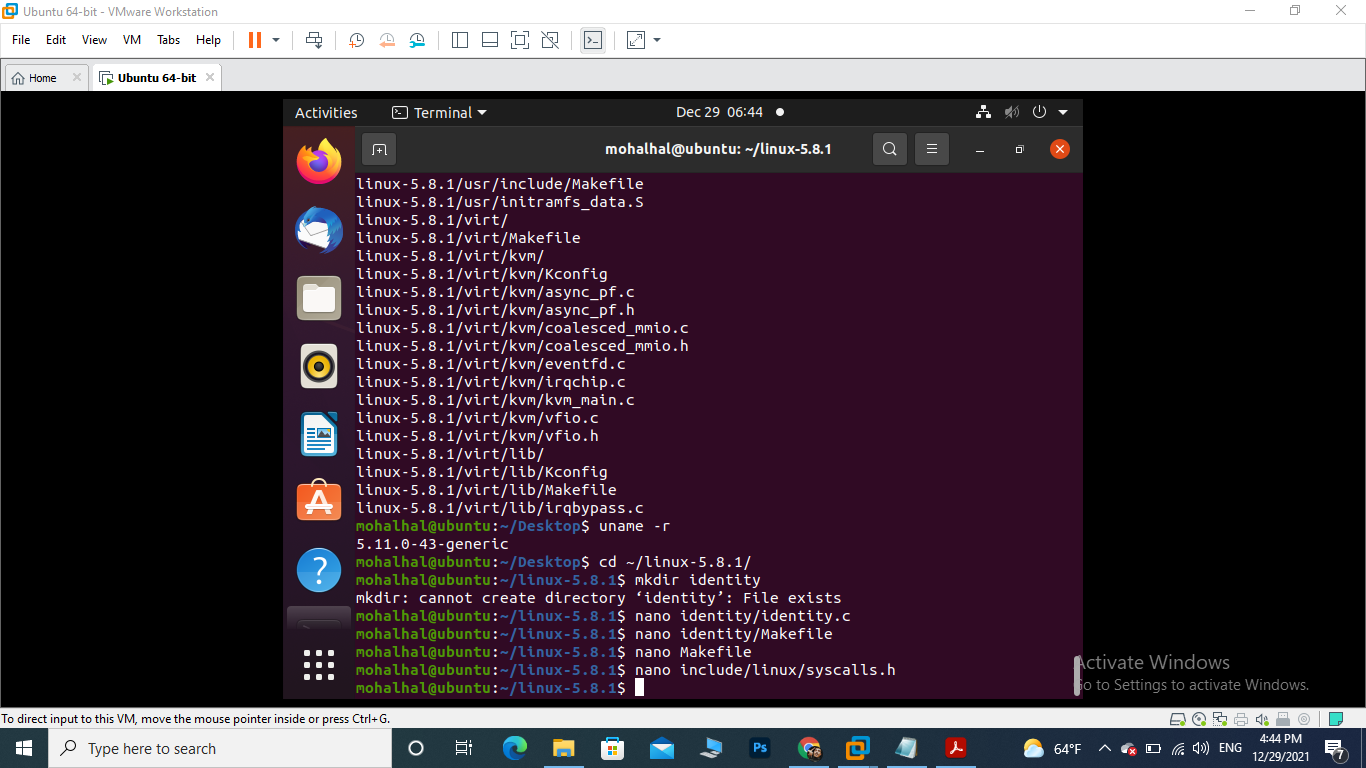 Ubuntu 64-bit - VMware Workstation
File Edit View VM Tabs Help
Home Ubuntu 64-bit
Activities Terminal Dec 29 06:44
mohalhal@ubuntu: ~/linux-5.8.1
linux-5.8.1/usr/include/Makefile
linux-5.8.1/usr/initramfs_data.S
linux-5.8.1/virt/
linux-5.8.1/virt/Makefile
linux-5.8.1/virt/kvm/
linux-5.8.1/virt/kvm/Kconfig
linux-5.8.1/virt/kvm/async_pf.c
linux-5.8.1/virt/kvm/async_pf.h
linux-5.8.1/virt/kvm/coalesced_mmio.c
linux-5.8.1/virt/kvm/coalesced_mmio.h
linux-5.8.1/virt/kvm/eventfd.c
linux-5.8.1/virt/kvm/irqchip.c
linux-5.8.1/virt/kvm/kvm_main.c
linux-5.8.1/virt/kvm/vfio.c
linux-5.8.1/virt/kvm/vfio.h
linux-5.8.1/virt/lib/
linux-5.8.1/virt/lib/Kconfig
linux-5.8.1/virt/lib/Makefile
linux-5.8.1/virt/lib/irqbypass.c
mohalhal@ubuntu:~/Desktop$ uname -r
5.11.0-43-generic
mohalhal@ubuntu:~/Desktop$ cd ~/linux-5.8.1/
mohalhal@ubuntu:~/linux-5.8.1$ mkdir identity
mkdir: cannot create directory ‘identity’: File exists
mohalhal@ubuntu:~/linux-5.8.1$ nano identity/identity.c
mohalhal@ubuntu:~/linux-5.8.1$ nano identity/Makefile
mohalhal@ubuntu:~/linux-5.8.1$ nano Makefile
mohalhal@ubuntu:~/linux-5.8.1$ nano include/linux/syscalls.h
mohalhal@ubuntu:~/linux-5.8.1$
Activate Windows
Go to Settings to activate Windows.
To direct input to this VM, move the mouse pointer inside or press Ctrl+G.
Type here to search
Ps
64°F
ENG
4:44 PM
12/29/2021
7